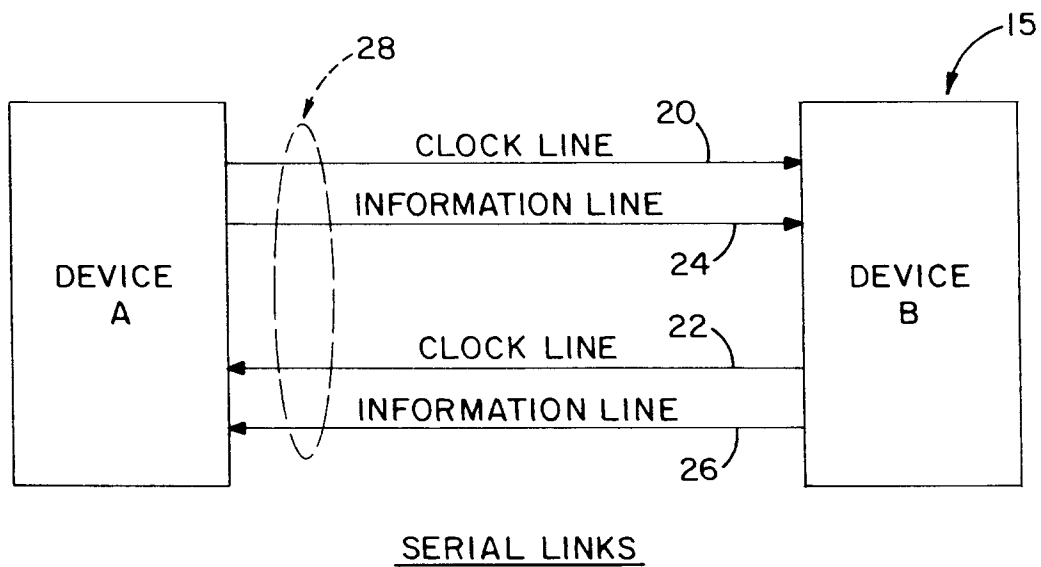 15
28
20
CLOCK LINE
INFORMATION LINE
24
DEVICE
A
DEVICE
B
22
CLOCK LINE
INFORMATION LINE
26
SERIAL LINKS